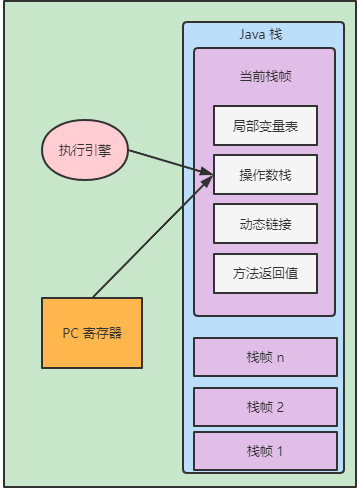 Java 栈
当前栈帧
局部变量表
执行引擎
操作数栈
动态链接
方法返回值
PC 寄存器
栈帧 n
栈帧 2
栈帧 1